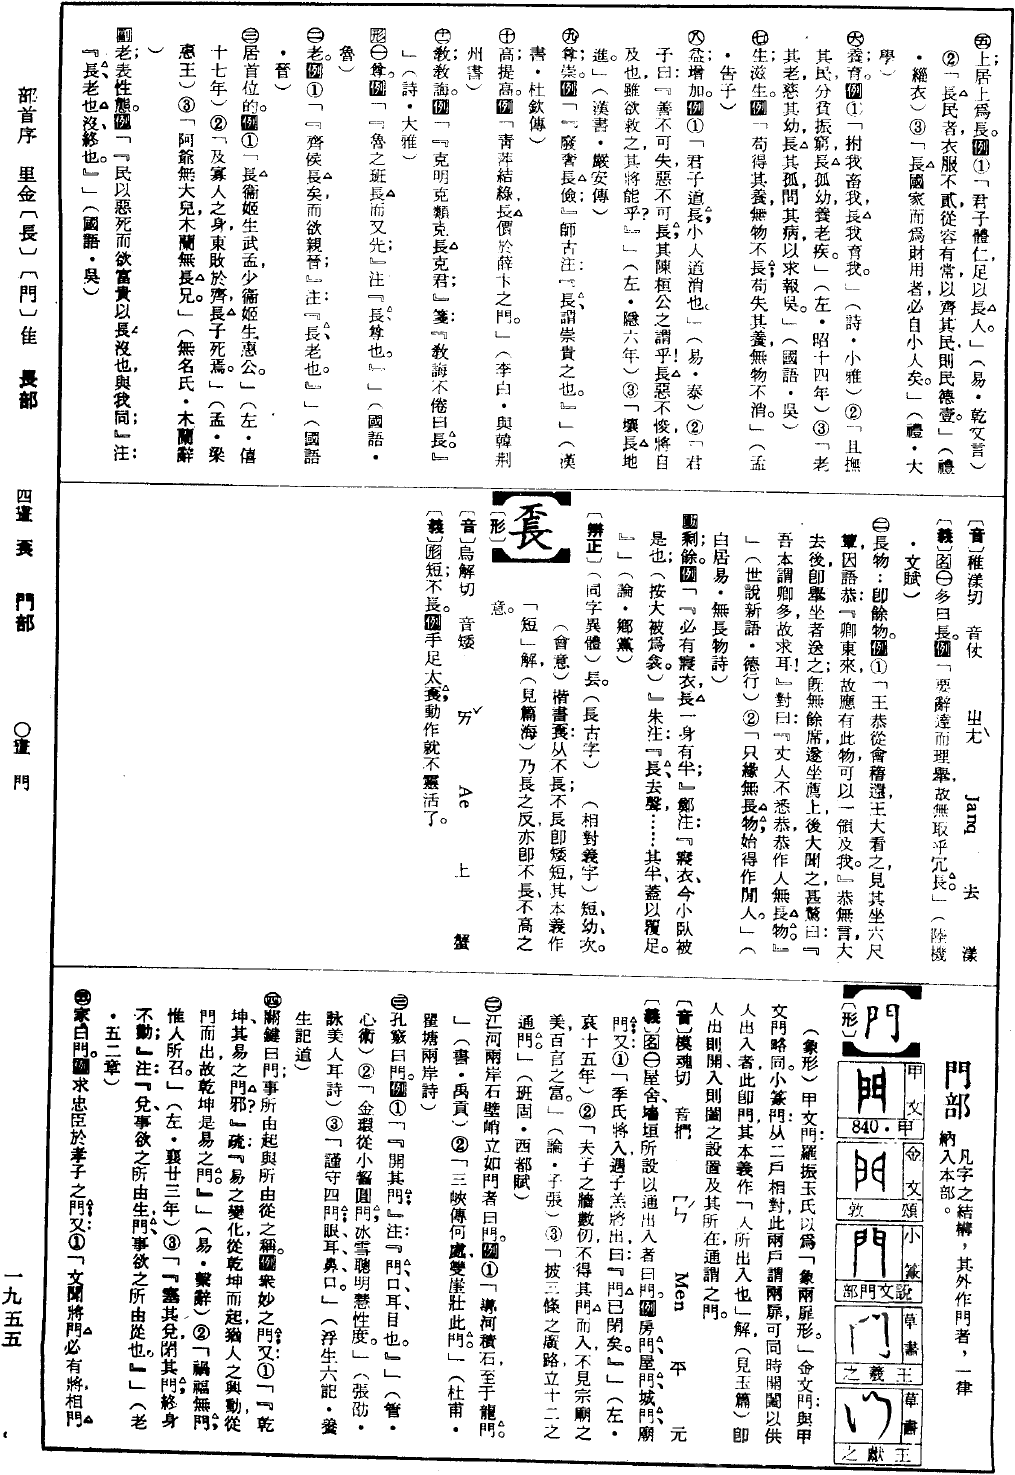 ㊄上居上爲長。例①「君子體仁,足以長人。」(易・乾文言)
②「長民者衣服不貳,從容有常,以齊其民,則民德壹。」(禮
・緇衣)③「長國家而爲財用者,必自小人矣。」(禮・大
學)
㊅養育。例①「拊我畜我,長我育我。」(詩・小雅)②「且撫
其民,分貧振窮,長孤幼,養老疾。」(左・昭十四年)③「老
其老,慈其幼,長其孤,問其病,以求報吳。」(國語・吳)
㊆生;滋生。例「苟得其養,無物不長;苟失其養,無物不消。」(孟
・告子)
㊇益;增加。例①「君子道長,小人道消也。」(易・泰)②「君
子曰:『善不可失,惡不可長,其陳桓公之謂乎!長惡不悛,將自
及也,雖欲救之,其將能乎?』」(左・隱六年)③「壤長地
進。」(漢書・嚴安傳)
㊈尊;崇。例「『廢奢長儉』師古注:『長,謂崇貴之也。』」(漢
書・杜欽傳)
㊉高;提高。例「靑萍、結綠,長價於薛、卞之門。」(李白・與韓荆
州書)
(十一)敎;敎誨。例「『克明克類,克長克君』箋:『敎誨不倦曰長。』
」(詩・大雅)
形㊀尊。例「『魯之班長而又先』注:『長,尊也。』」(國語・
魯)
㊁老。例①「『齊侯長矣,而欲親晉』注:『長,老也。』」(國語
・晉)
㊂居首位的。例①「長衞姬生武孟,少衞姬生惠公。」(左・僖
十七年)②「及寡人之身,東敗於齊,長子死焉。」(孟・梁
惠王)③「阿爺無大兒,木蘭無長兄。」(無名氏・木蘭辭
)
副老;表性態。例「『民以惡死而欲富貴以長沒也,與我同』注:
『長,老也;沒,終也。』」(國語・吳)
〔音〕稚漾切 音仗 ㄓㄤˋ Jang 去 漾
〔義〕名㊀多曰長。例「要辭達而理擧,故無取乎冗長。」(陸機
・文賦)
㊁長物:卽餘物。例①「王恭從會稽還,王大看之,見其坐六尺
簟,因語恭:『卿東來,故應有此物,可以一領及我。』恭無言,大
去後,卽擧坐者送之;旣無餘席,遂坐薦上,後大聞之,甚驚曰:『
吾本謂卿多,故求耳!』對曰:『丈人不悉恭,恭作人無長物。』
」(世說新語・德行)②「只緣無長物,始得作閒人。」(
白居易・無長物詩)
動剩;餘。例「『必有寢衣,長一身有半』鄭注:『寢衣,今小臥被
是也;(按大被爲衾)』朱注:『長,去聲……其半蓋以覆足。
』」(論・鄕黨)
〔辨正〕(同字異體)镸。(長古字) (相對義字)短、幼、次。
镺
〔形〕 (會意)楷書镺从不、長,不長卽矮短;其本義作
「短」解,(見篇海)乃長之反,亦卽不長、不高之
意。
〔音〕烏解切 音矮 ㄞˇ Ae 上 蟹
〔義〕形短;不長。例手足太镺,動作就不靈活了。
門部 凡字之結構,其外作門者,一律
納入本部。
門
〔形〕
甲文 甲・840
金文 頌敦
小篆 說文門部
草書 王羲之
草書 王獻之
(象形)甲文門:羅振玉氏以爲「象兩扉形。」金文門:與甲
文門略同。小篆門:从二戶相對,此兩戶謂兩扉,可同時開闔以供
人出入者,此卽門;其本義作「人所出入也」解,(見玉篇)卽
人出則開,人入則闔之設置及其所在,通謂之門。
〔音〕模魂切 音捫 ㄇㄣˊ Men 平 元
〔義〕名㊀屋舍、墻垣所設以通出入者曰門。例房門、屋門、城門、廟
門;又①「季氏將入,遇子羔將出曰:『門已閉矣。』」(左・
哀十五年)②「夫子之牆數仞,不得其門而入,不見宗廟之
美,百官之富。」(論・子張)③「披三條之廣路,立十二之
通門。」(班固・西都賦)
㊁江河兩岸石壁峭立如門者曰門。例①「導河積石,至于龍門。
」(書・禹貢)②「三峽傳何處?雙崖壯此門。」(杜甫・
瞿塘兩岸詩)
㊂孔竅曰門。例①「『開其門』注:『門,口、耳、目也。』」(管・
心術)②「金環從小誓圓門,冰雪聰明慧性度。」(張劭・
詠美人耳詩)③「謹守四門,眼、耳、鼻、口。」(浮生六記・養
生記道)
㊃關鍵曰門;事所由起與所由從之稱。例衆妙之門;又①「『乾、
坤其易之門邪?』疏:『易之變化,從乾坤而起,猶人之興動,從
門而出,故乾坤是易之門。』」(易・繫辭)②「禍福無門,
惟人所召。」(左・襄廿三年)③「『塞其兌,閉其門,終身
不勤』注:『兌,事欲之所由生;門,事欲之所由從也。』」(老
・五二章)
㊄家曰門。例求忠臣於孝子之門;又①「文聞將門必有將,相門
部首序 里金〔長〕〔門〕隹 長部 四畫 镺 門部 〇畫 門
一九五五